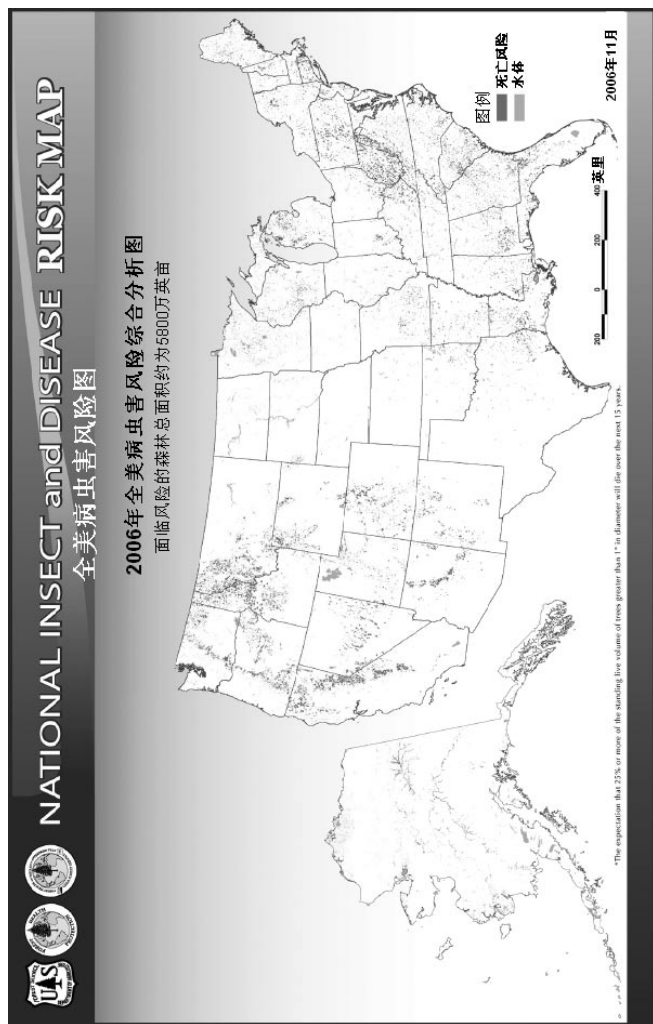 NATIONAL INSECT and DISEASE RISK MAP
全美病虫害风险图
2006年全美病虫害风险综合分析图
面临风险的森林总面积约为5800万英亩
图例
死亡风险
水体
200 0 200 400 英里
2006年11月
*The expectation that 25% or more of the standing live volume of trees greater than 1" in diameter will die over the next 15 years.